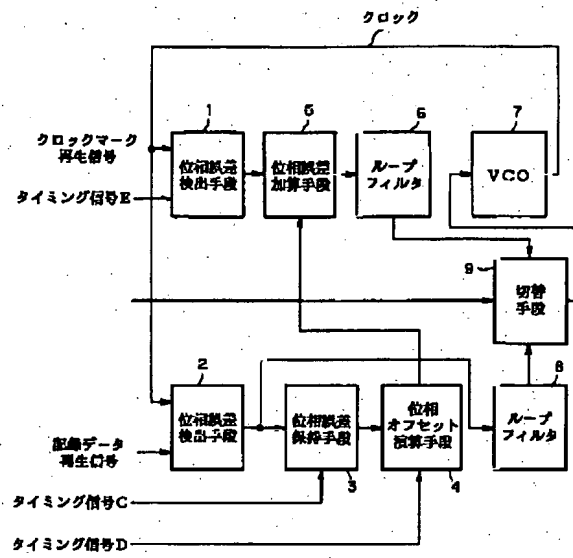 クロック
1
5
6
7
クロックマーク
再生信号
位相誤差
検出手段
位相誤差
加算手段
ループ
フィルタ
VCO
タイミング信号E
9
切替
手段
2
8
位相誤差
検出手段
位相誤差
保持手段
位相
オフセット
演算手段
ループ
フィルタ
記録データ
再生信号
3
4
タイミング信号C
タイミング信号D